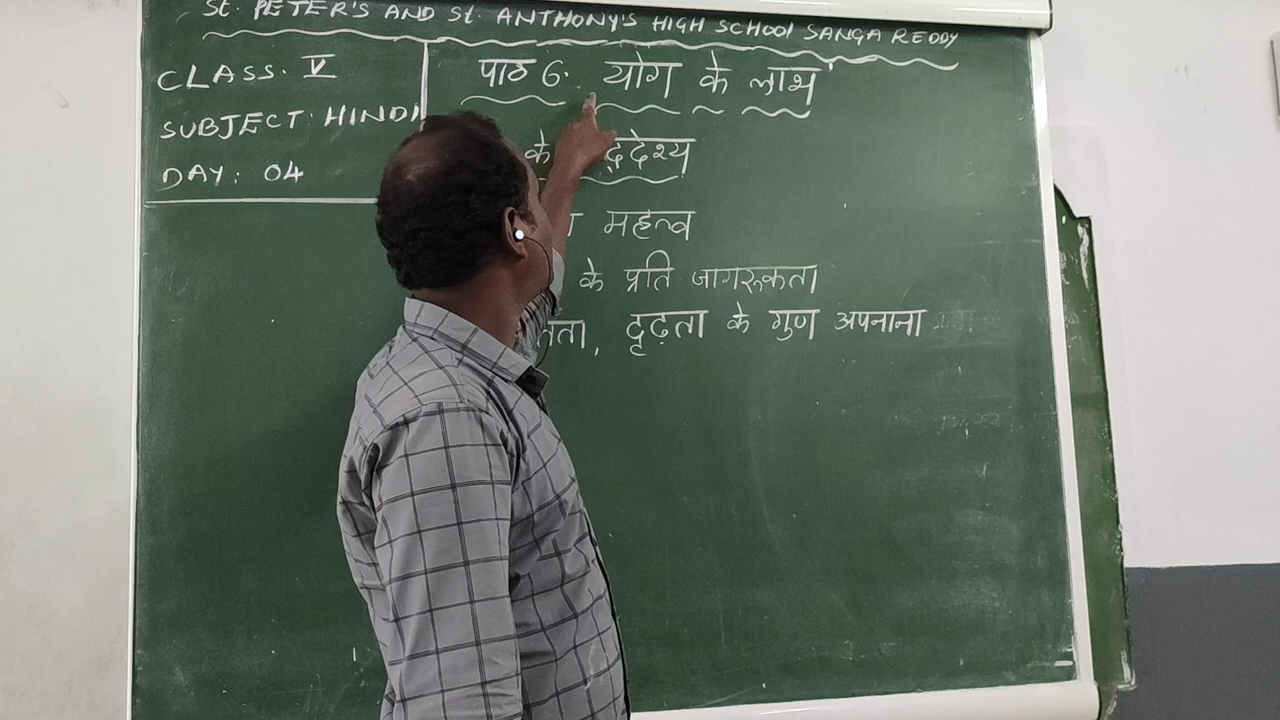 St. PETER'S AND St. ANTHONY'S HIGH SCHOOL SANGA REDDY
CLASS. V
SUBJECT: HINDI
DAY: 04
पाठ 6. योग के लाभ
के
महत्व
के प्रति जागरूकता
दृढ़ता के गुण अपनाना